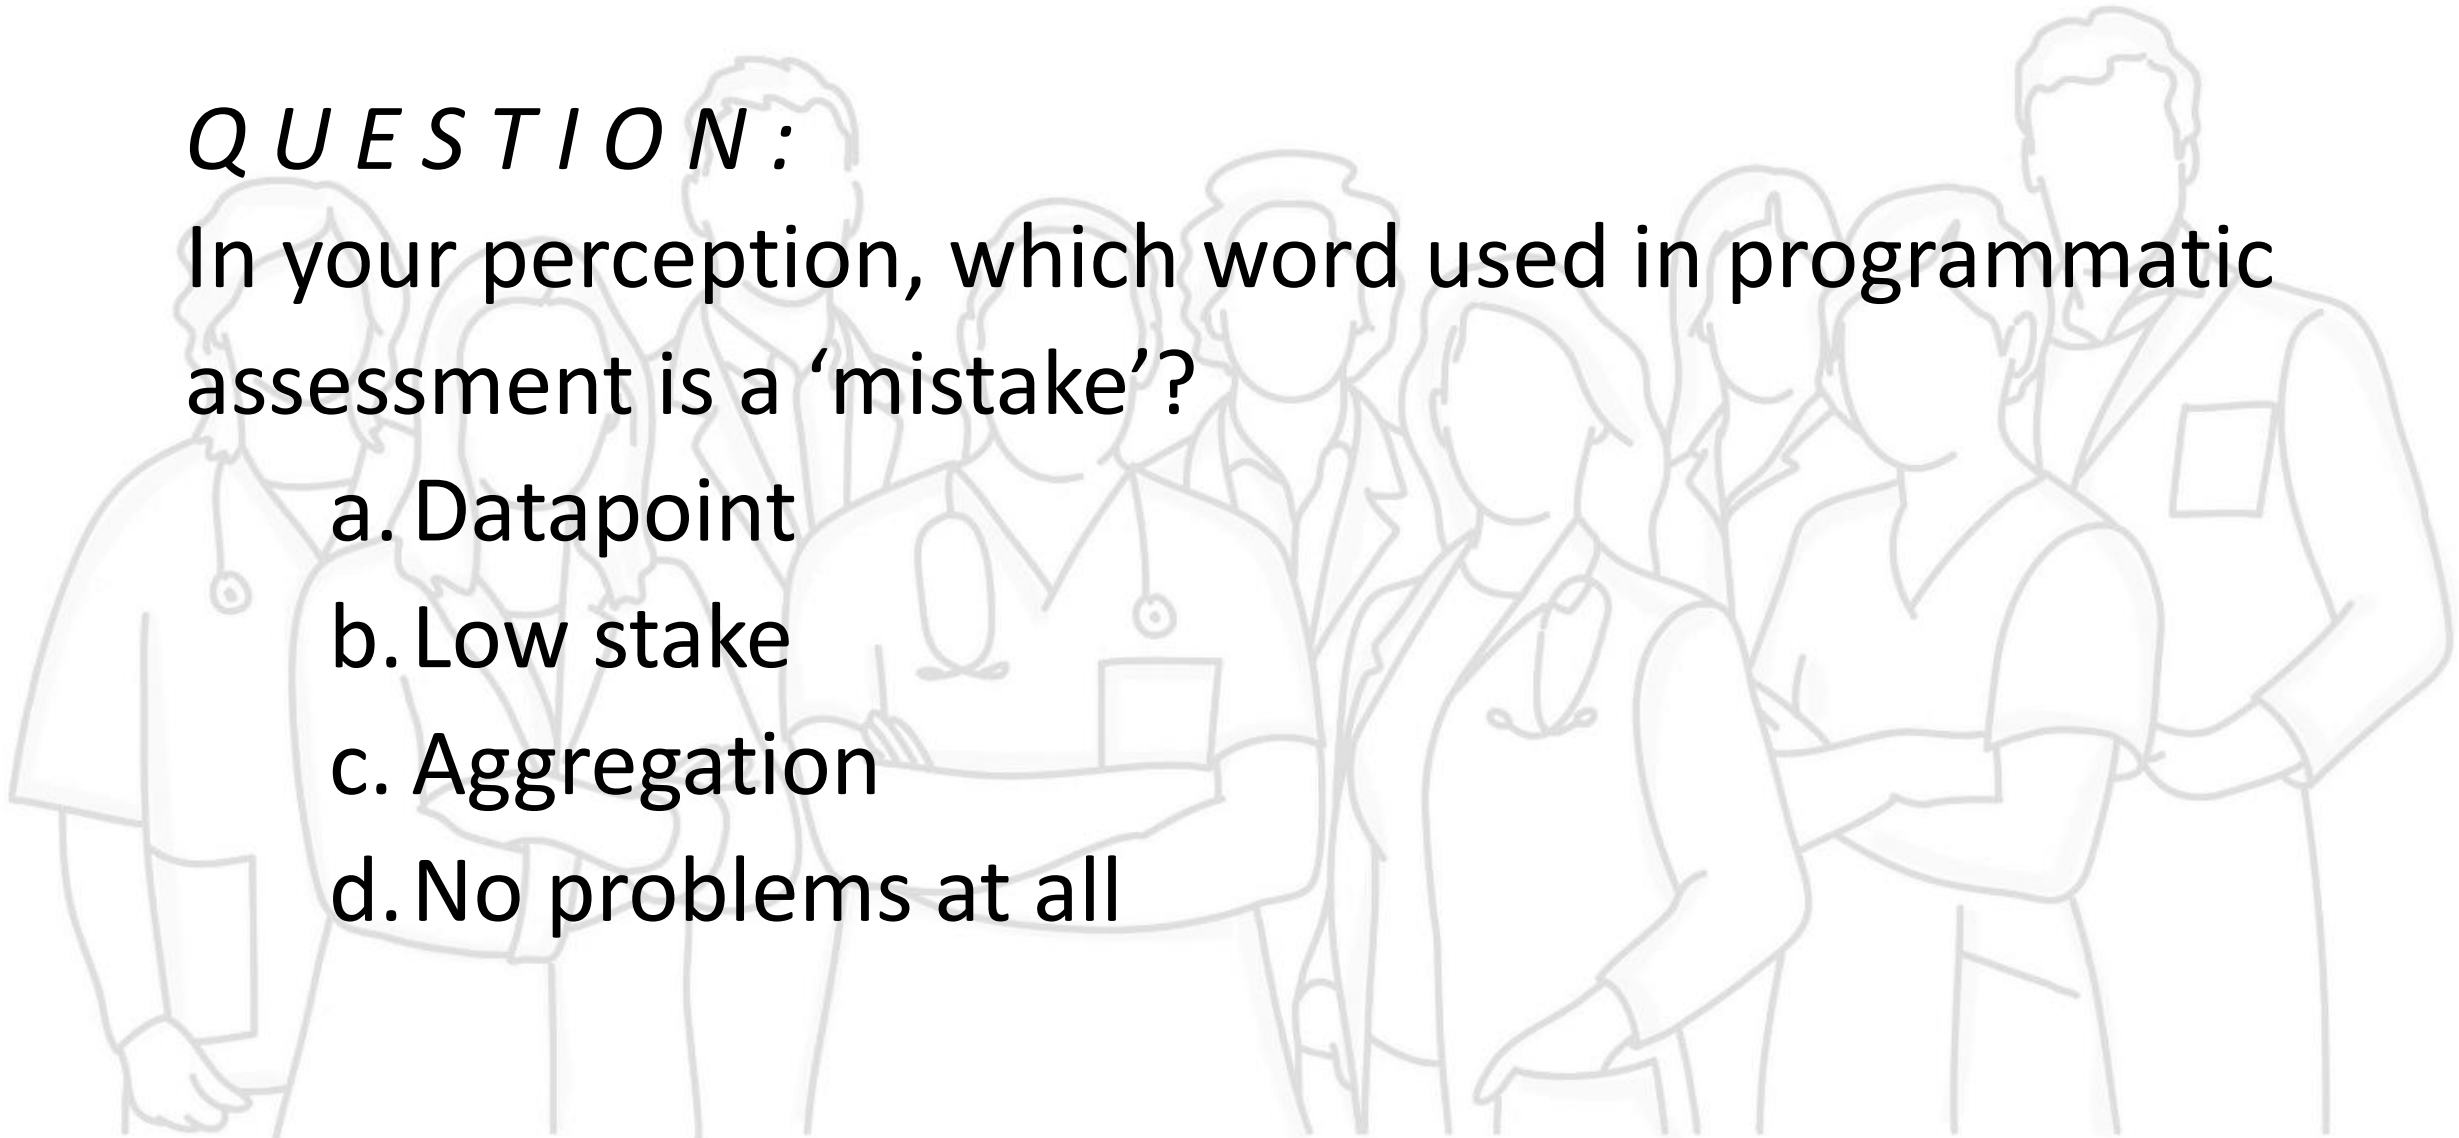 QUESTION:
In your perception, which word used in programmatic
assessment is a ‘mistake’?
a. Datapoint
b. Low stake
c. Aggregation
d. No problems at all